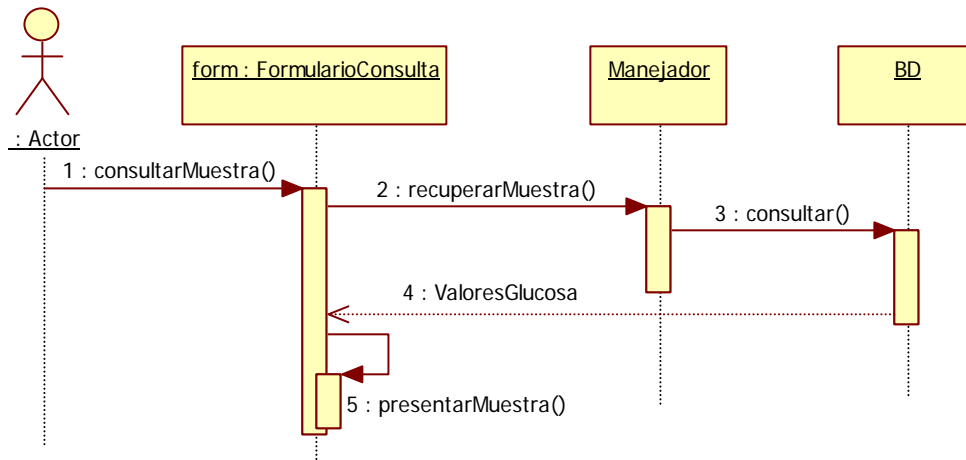 form : FormularioConsulta
Manejador
BD
: Actor
1 : consultarMuestra()
2 : recuperarMuestra()
3 : consultar()
4 : ValoresGlucosa
5 : presentarMuestra()